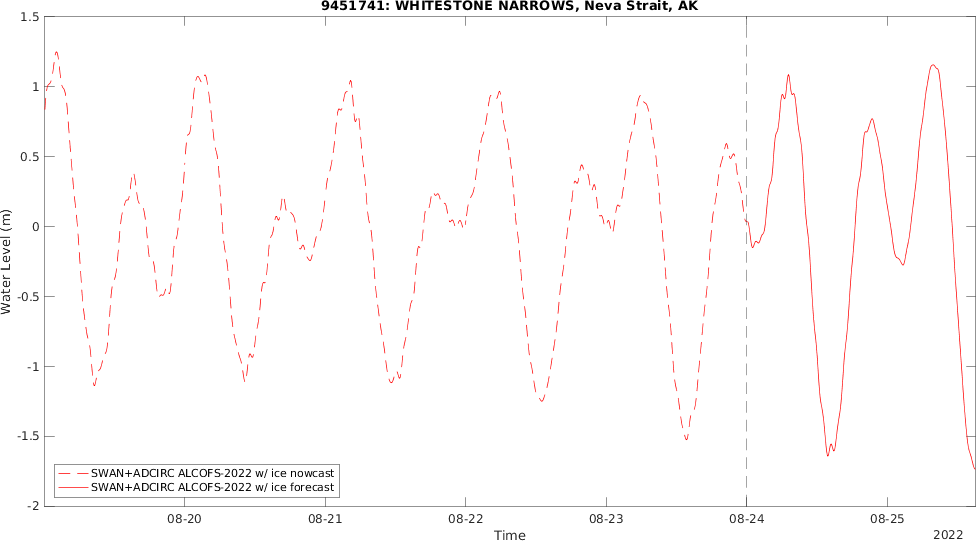 9451741: WHITESTONE NARROWS, Neva Strait, AK
1.5
1
0.5
0
-0.5
-1
-1.5
-2
Water Level (m)
SWAN+ADCIRC ALCOFS-2022 w/ ice nowcast
SWAN+ADCIRC ALCOFS-2022 w/ ice forecast
08-20 08-21 08-22 08-23 08-24 08-25
Time
2022